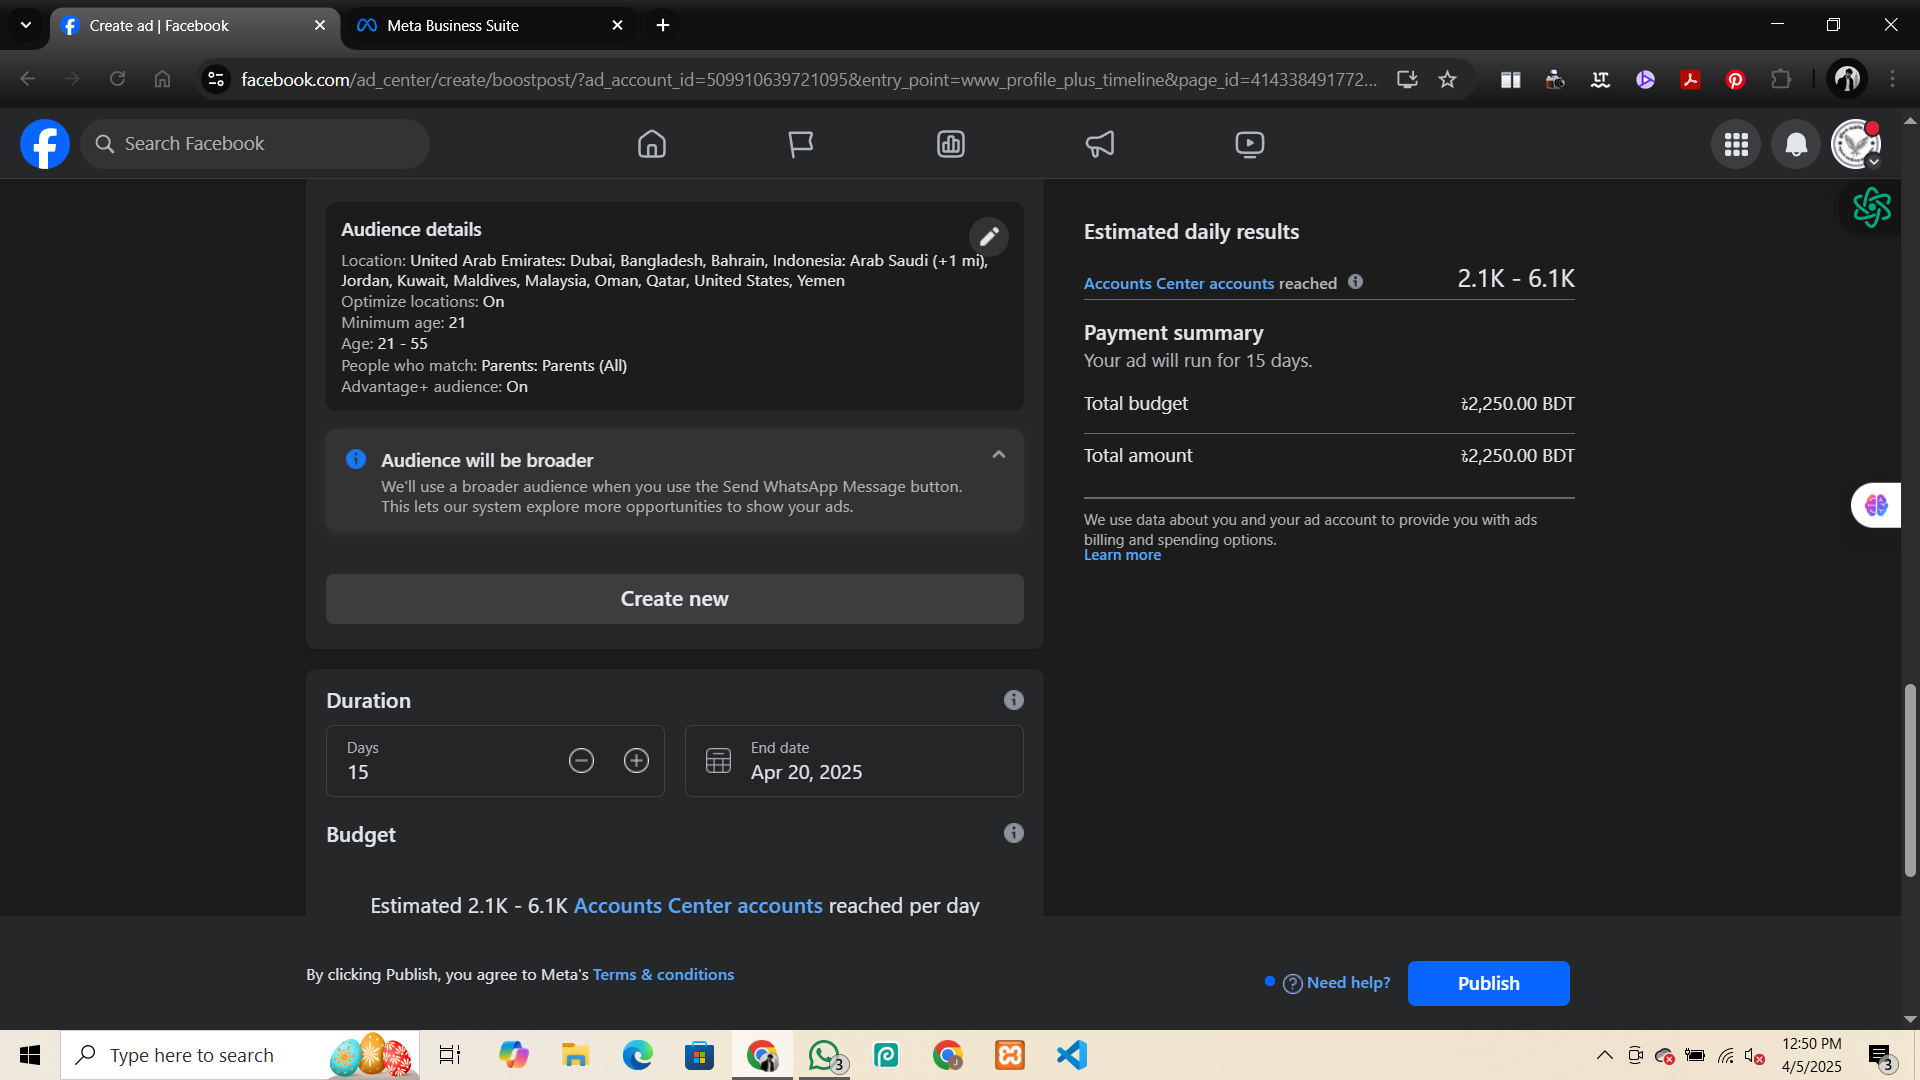 Create ad | Facebook
Meta Business Suite
facebook.com/ad_center/create/boostpost/?ad_account_id=509910639721095&entry_point=www_profile_plus_timeline&page_id=414338491772...
Search Facebook
Audience details
Location: United Arab Emirates: Dubai, Bangladesh, Bahrain, Indonesia: Arab Saudi (+1 mi),
Jordan, Kuwait, Maldives, Malaysia, Oman, Qatar, United States, Yemen
Optimize locations: On
Minimum age: 21
Age: 21 - 55
People who match: Parents: Parents (All)
Advantage+ audience: On
Audience will be broader
We'll use a broader audience when you use the Send WhatsApp Message button.
This lets our system explore more opportunities to show your ads.
Create new
Duration
Days
15
End date
Apr 20, 2025
Budget
Estimated 2.1K - 6.1K Accounts Center accounts reached per day
Estimated daily results
Accounts Center accounts reached 2.1K - 6.1K
Payment summary
Your ad will run for 15 days.
Total budget ৳2,250.00 BDT
Total amount ৳2,250.00 BDT
We use data about you and your ad account to provide you with ads
billing and spending options.
Learn more
By clicking Publish, you agree to Meta's Terms & conditions
Need help?
Publish
Type here to search
3
12:50 PM
4/5/2025
3